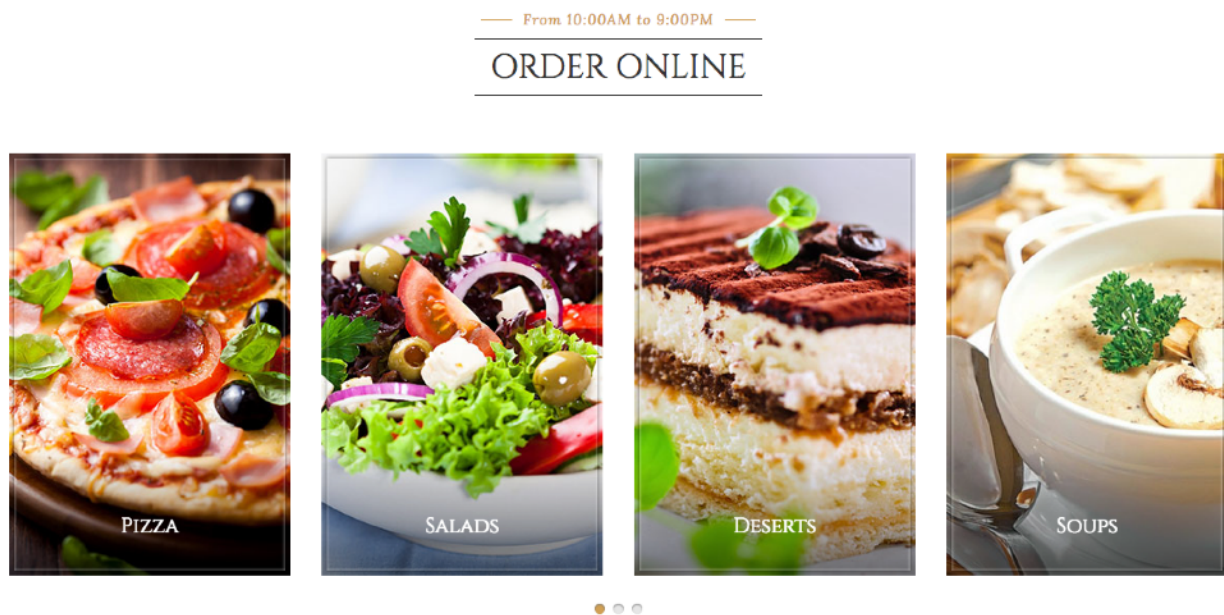 From 10:00AM to 9:00PM
ORDER ONLINE
Pizza
Salads
Deserts
Soups